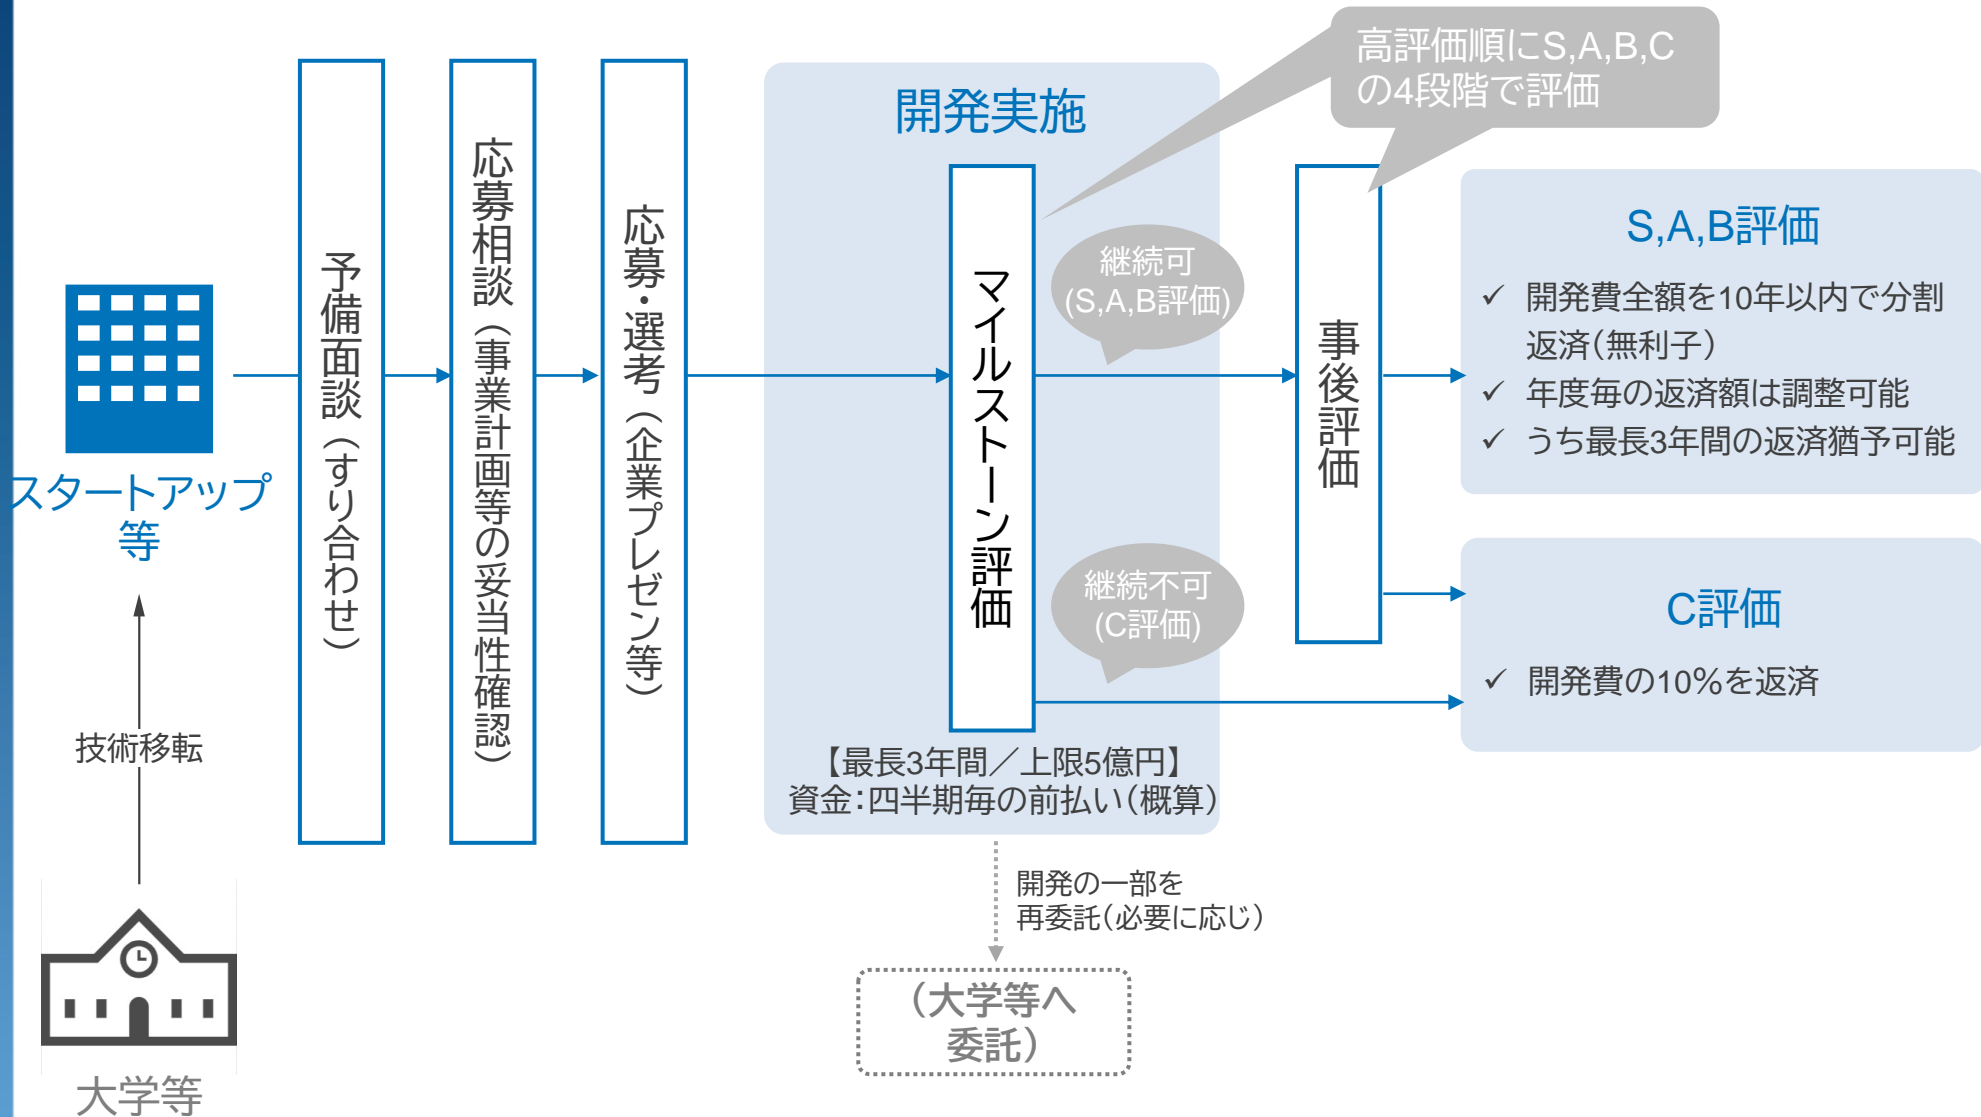 スタートアップ
等
技術移転
大学等
予備面談（すり合わせ）
応募相談（事業計画等の妥当性確認）
応募・選考（企業プレゼン等）
開発実施
マイルストーン評価
高評価順にS,A,B,C
の4段階で評価
継続可
(S,A,B評価)
継続不可
(C評価)
【最長3年間／上限5億円】
資金：四半期毎の前払い（概算）
開発の一部を
再委託（必要に応じ）
（大学等へ
委託）
事後評価
S,A,B評価
✓ 開発費全額を10年以内で分割
返済（無利子）
✓ 年度毎の返済額は調整可能
✓ うち最長3年間の返済猶予可能
C評価
✓ 開発費の10％を返済